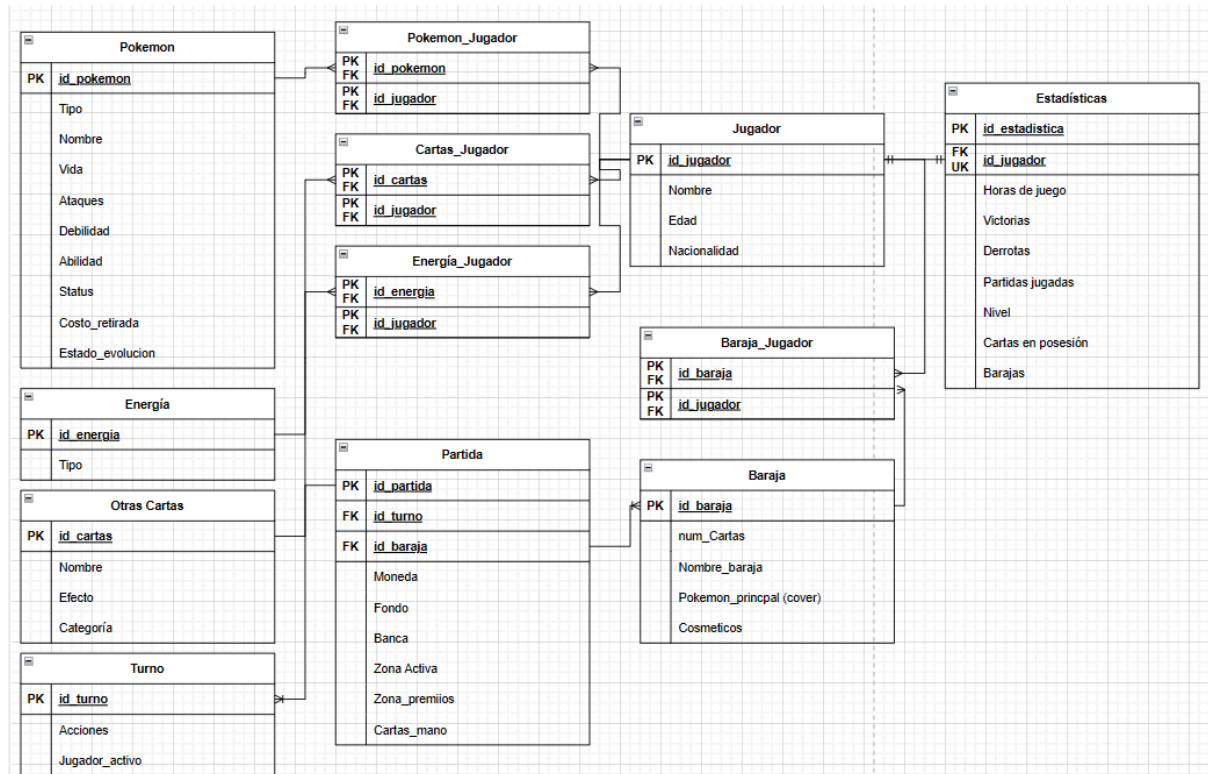 Pokemon
PK id_pokemon
Tipo
Nombre
Vida
Ataques
Debilidad
Abilidad
Status
Costo_retirada
Estado_evolucion
Energía
PK id_energia
Tipo
Otras Cartas
PK id_cartas
Nombre
Efecto
Categoría
Turno
PK id_turno
Acciones
Jugador_activo
Pokemon_Jugador
PK FK id_pokemon
PK FK id_jugador
Cartas_Jugador
PK FK id_cartas
PK FK id_jugador
Energía_Jugador
PK FK id_energia
PK FK id_jugador
Partida
PK id_partida
FK id_turno
FK id_baraja
Moneda
Fondo
Banca
Zona Activa
Zona_premiios
Cartas_mano
Jugador
PK id_jugador
Nombre
Edad
Nacionalidad
Baraja_Jugador
PK FK id_baraja
PK FK id_jugador
Baraja
PK id_baraja
num_Cartas
Nombre_baraja
Pokemon_princpal (cover)
Cosmeticos
Estadísticas
PK id_estadistica
FK UK id_jugador
Horas de juego
Victorias
Derrotas
Partidas jugadas
Nivel
Cartas en posesión
Barajas